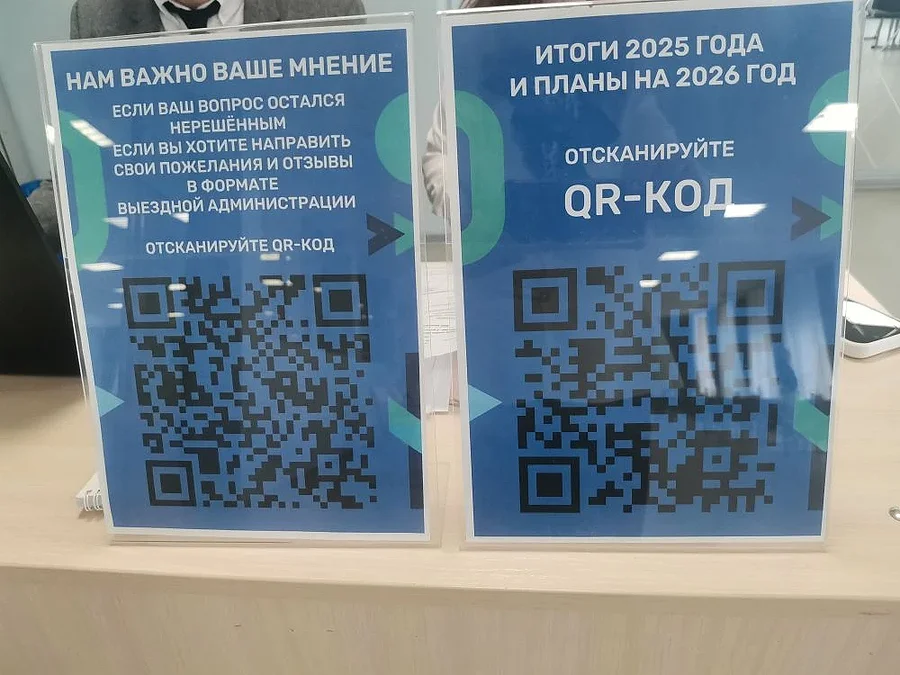 НАМ ВАЖНО ВАШЕ МНЕНИЕ
ЕСЛИ ВАШ ВОПРОС ОСТАЛСЯ
НЕРЕШЁННЫМ
ЕСЛИ ВЫ ХОТИТЕ НАПРАВИТЬ
СВОИ ПОЖЕЛАНИЯ И ОТЗЫВЫ
В ФОРМАТЕ
ВЫЕЗДНОЙ АДМИНИСТРАЦИИ
ОТСКАНИРУЙТЕ QR-КОД
ИТОГИ 2025 ГОДА
И ПЛАНЫ НА 2026 ГОД
ОТСКАНИРУЙТЕ
QR-КОД